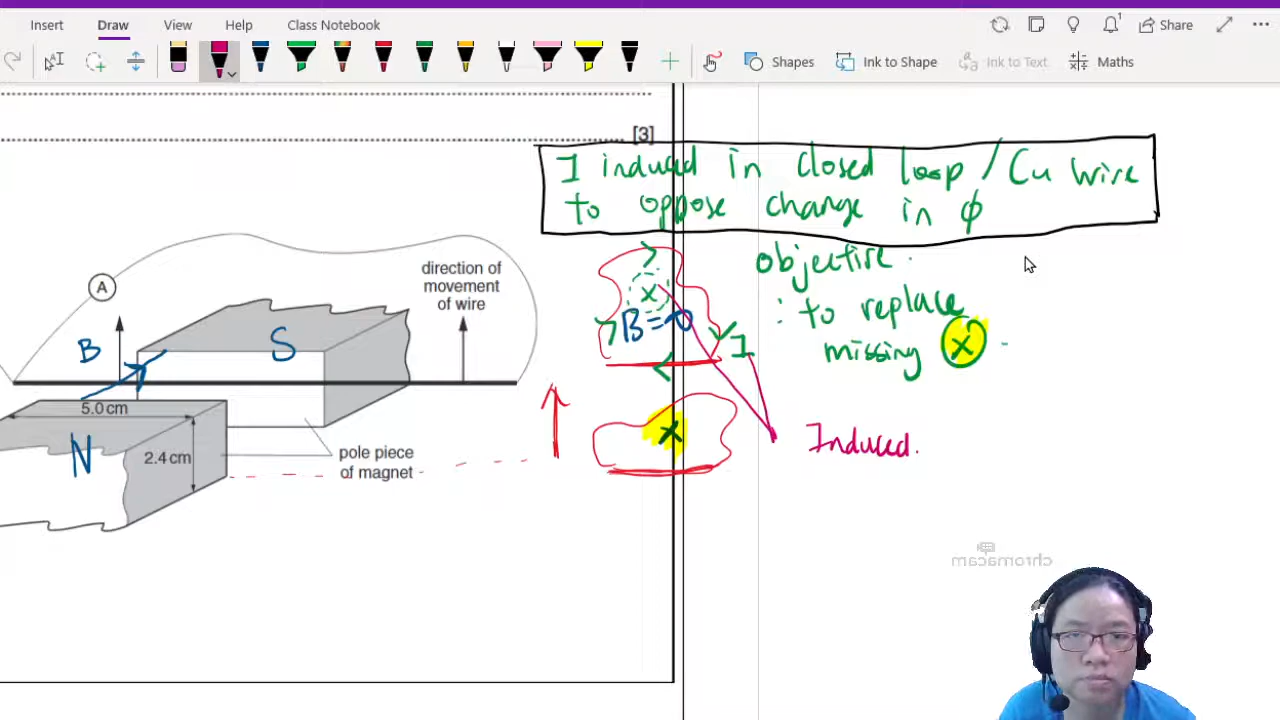 Insert Draw View Help Class Notebook
1
Share
Shapes Ink to Shape Ink to Text Maths
[3]
I induced in closed loop / Cu wire
to oppose change in ϕ
objective.
: to replace
missing X
direction of
movement
of wire
A
B
S
X
B = 0
I
5.0 cm
N
2.4 cm
pole piece
of magnet
X
Induced.
chromacam